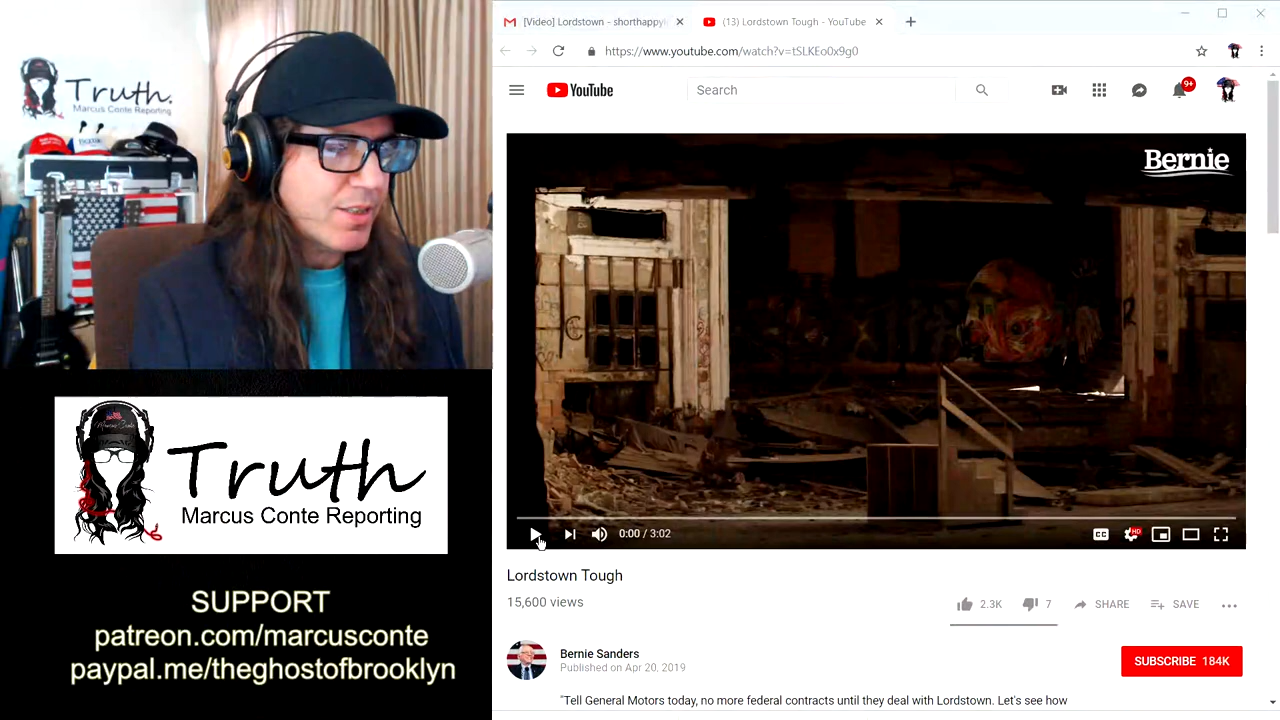 Truth.
Marcus Conte Reporting
Truth
Marcus Conte Reporting
SUPPORT
patreon.com/marcusconte
paypal.me/theghostofbrooklyn
[Video] Lordstown - shorthappy
(13) Lordstown Tough - YouTube
https://www.youtube.com/watch?v=tSLKEo0x9g0
YouTube
Search
9+
Bernie
0:00 / 3:02
CC
HD
Lordstown Tough
15,600 views
2.3K
7
SHARE
SAVE
Bernie Sanders
Published on Apr 20, 2019
SUBSCRIBE 184K
"Tell General Motors today, no more federal contracts until they deal with Lordstown. Let's see how